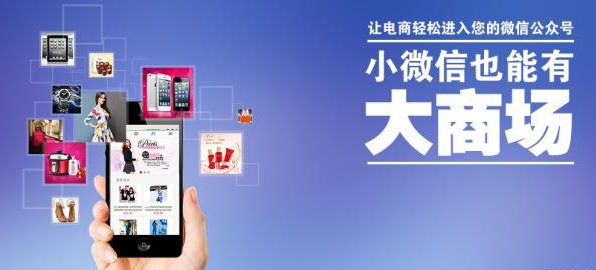 让电商轻松进入您的微信公众号
小微信也能有
大商场